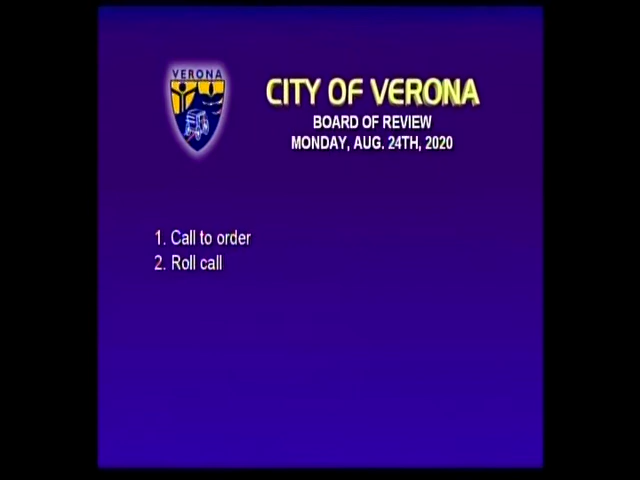 VERONA
CITY OF VERONA
BOARD OF REVIEW
MONDAY, AUG. 24TH, 2020
1. Call to order
2. Roll call